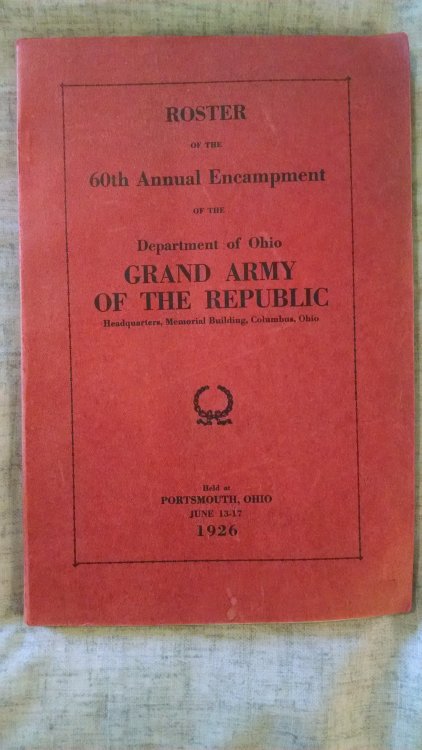 ROSTER
OF THE
60th Annual Encampment
OF THE
Department of Ohio
GRAND ARMY
OF THE REPUBLIC
Headquarters, Memorial Building, Columbus, Ohio
Held at
PORTSMOUTH, OHIO
JUNE 13-17
1926